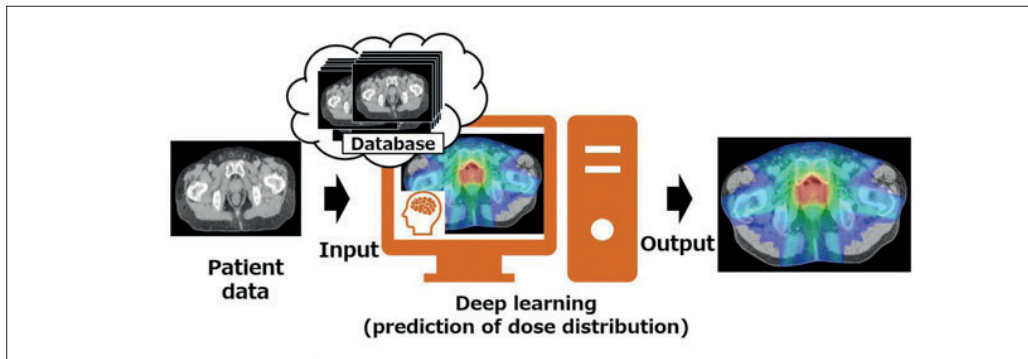 Database
Input
Output
Patient
data
Deep learning
(prediction of dose distribution)